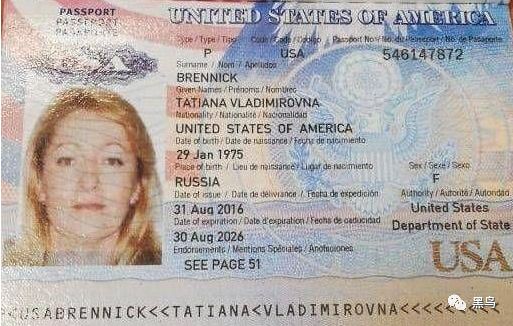 PASSPORT
PASSEPORT
PASAPORTE
UNITED STATES OF AMERICA
Type / Type / Tipo Code / Code / Codigo Passport No / No. du Passeport / No. de Pasaporte
P USA 546147872
Surname / Nom / Apellidos
BRENNICK
Given Names / Prénoms / Nombres
TATIANA VLADIMIROVNA
Nationality / Nationalité / Nacionalidad
UNITED STATES OF AMERICA
Date of birth / Date de naissance / Fecha de nacimiento
29 Jan 1975
Place of birth / Lieu de naissance / Lugar de nacimiento Sex / Sexe / Sexo
RUSSIA F
Date of issue / Date de délivrance / Fecha de expedición Authority / Autorité / Autoridad
31 Aug 2016 United States
Date of expiration / Date d'expiration / Fecha de caducidad Department of State
30 Aug 2026
Endorsements / Mentions Spéciales / Anotaciones
SEE PAGE 51
USA
<USABRENNICK<<TATIANA<VLADIMIROVNA<<<<<<<<<
黑鸟